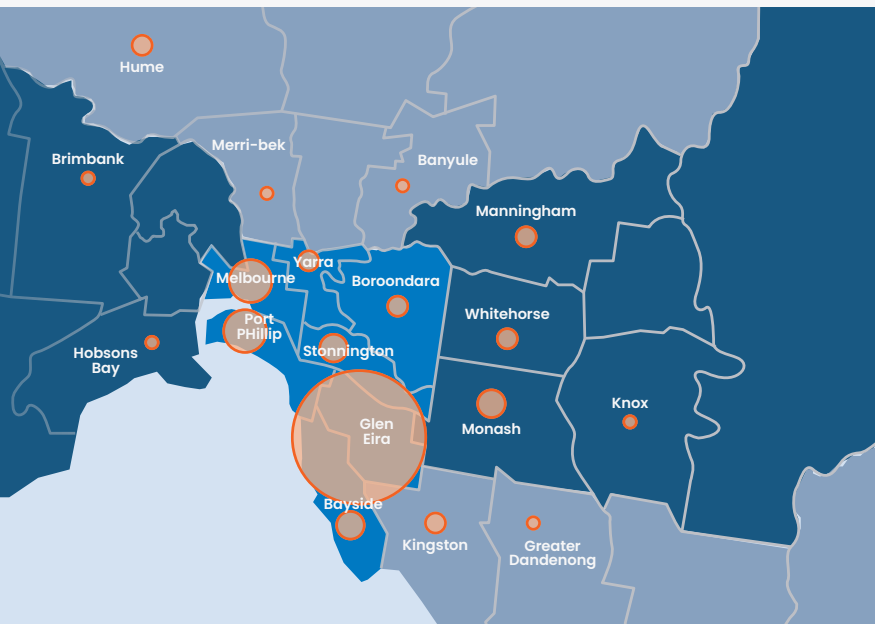 Hume
Merri-bek
Brimbank
Banyule
Manningham
Yarra
Melbourne
Boroondara
Whitehorse
Port
PHillip
Hobsons
Bay
Stonnington
Knox
Glen
Eira
Monash
Bayside
Kingston
Greater
Dandenong